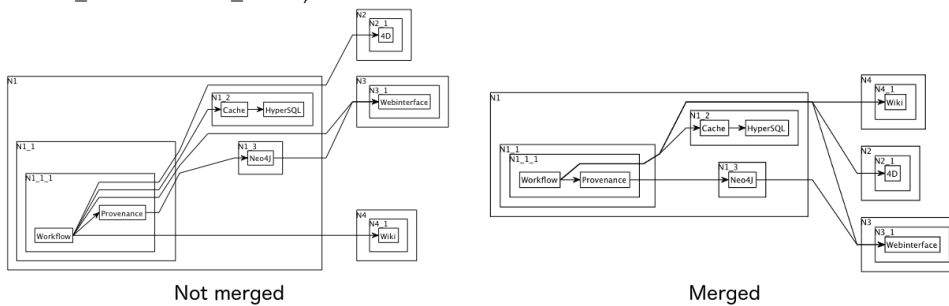 N2
N2_1
4D
N1
N3
N3_1
Webinterface
N1_2
Cache
HyperSQL
N1_1
N1_3
Neo4J
N1_1_1
Provenance
Workflow
N4
N4_1
Wiki
Not merged
N4
N4_1
Wiki
N1
N1_2
Cache
HyperSQL
N1_1
N1_1_1
Workflow
Provenance
N1_3
Neo4J
N2
N2_1
4D
N3
N3_1
Webinterface
Merged